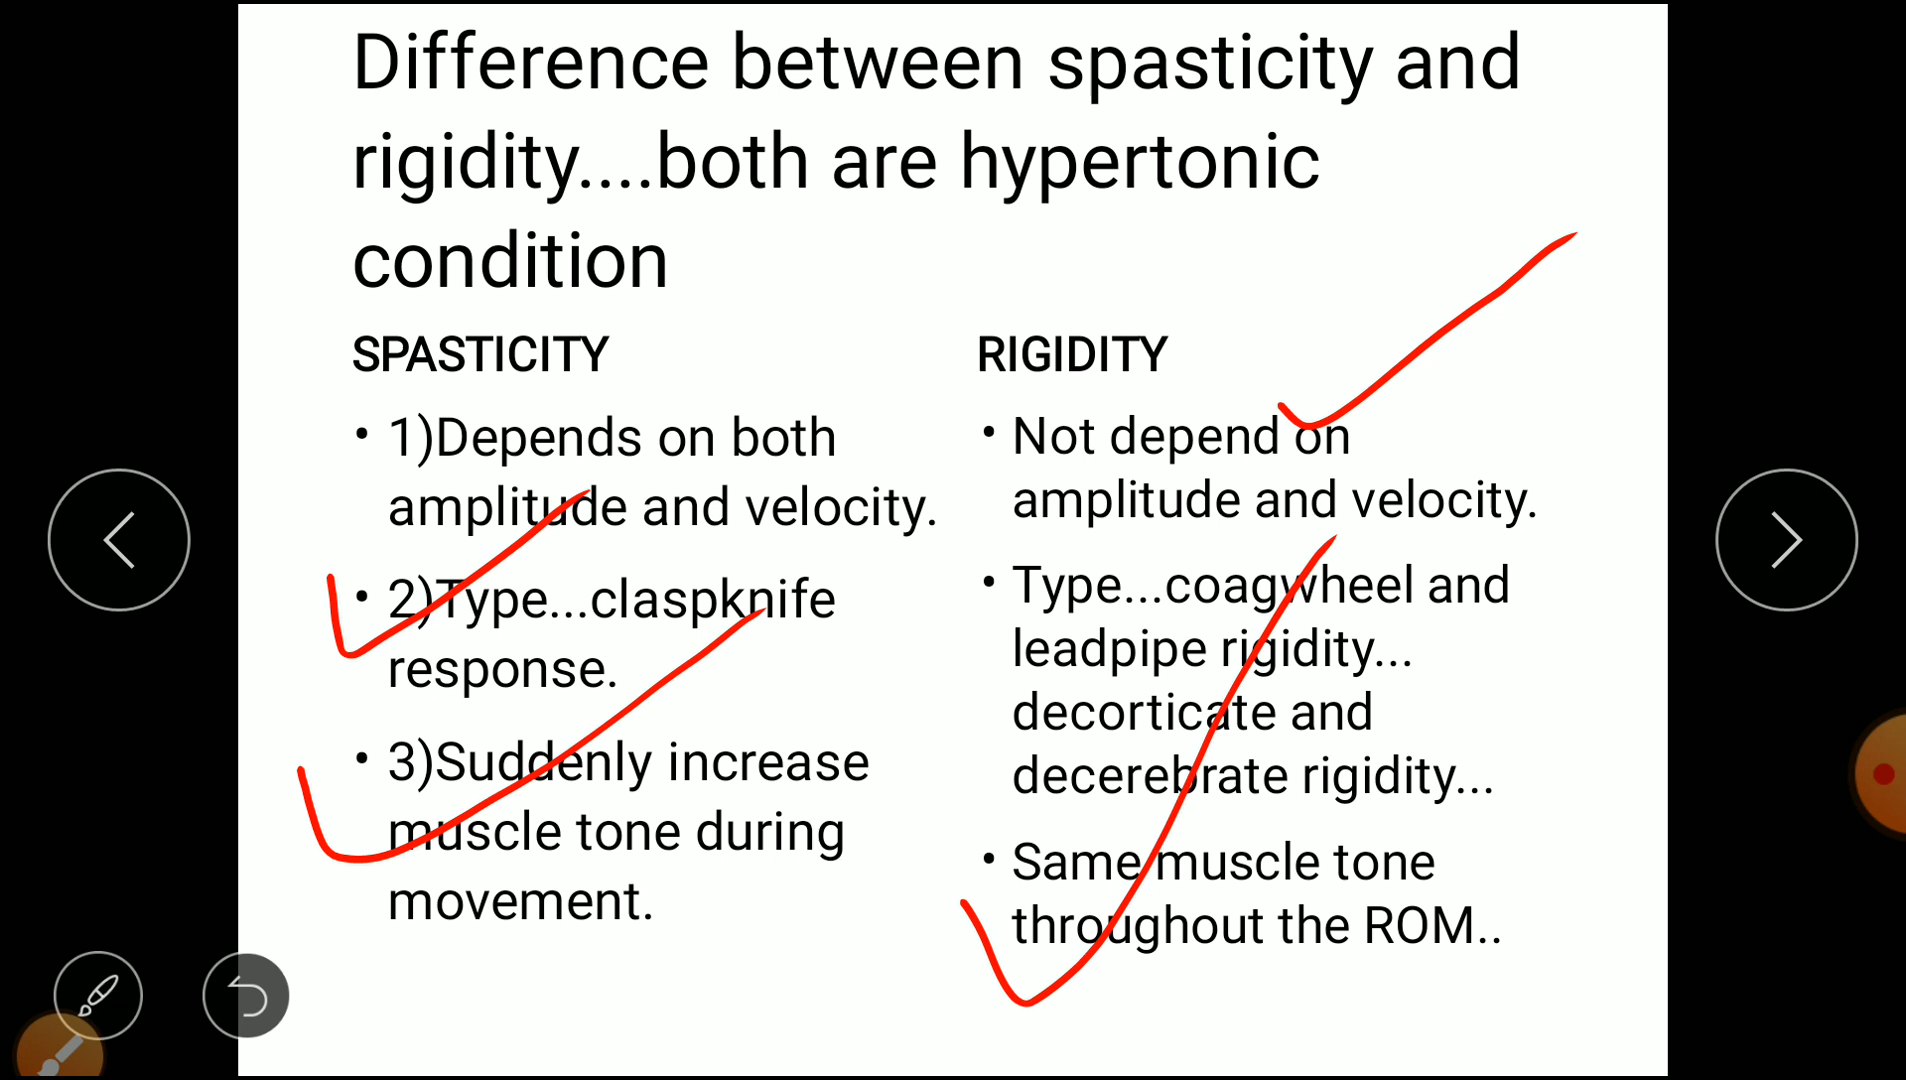 Difference between spasticity and
rigidity....both are hypertonic
condition
SPASTICITY
• 1)Depends on both
amplitude and velocity.
• 2)Type...claspknife
response.
• 3)Suddenly increase
muscle tone during
movement.
RIGIDITY
• Not depend on
amplitude and velocity.
• Type...coagwheel and
leadpipe rigidity...
decorticate and
decerebrate rigidity...
• Same muscle tone
throughout the ROM..